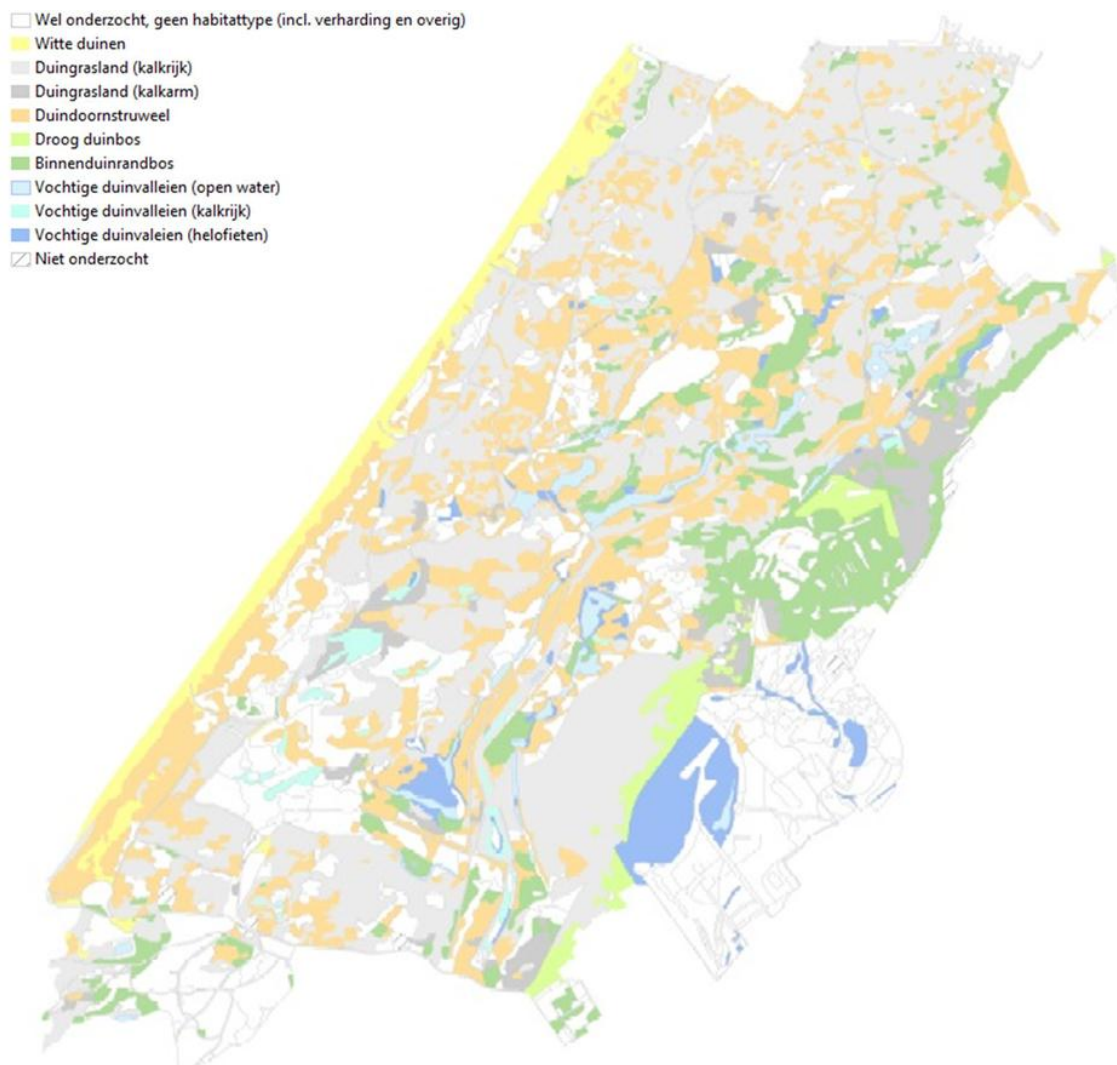 Wel onderzocht, geen habitattype (incl. verharding en overig)
Witte duinen
Duingrasland (kalkrijk)
Duingrasland (kalkarm)
Duindoornstruweel
Droog duinbos
Binnenduinrandbos
Vochtige duinvalleien (open water)
Vochtige duinvalleien (kalkrijk)
Vochtige duinvaleien (helofieten)
Niet onderzocht